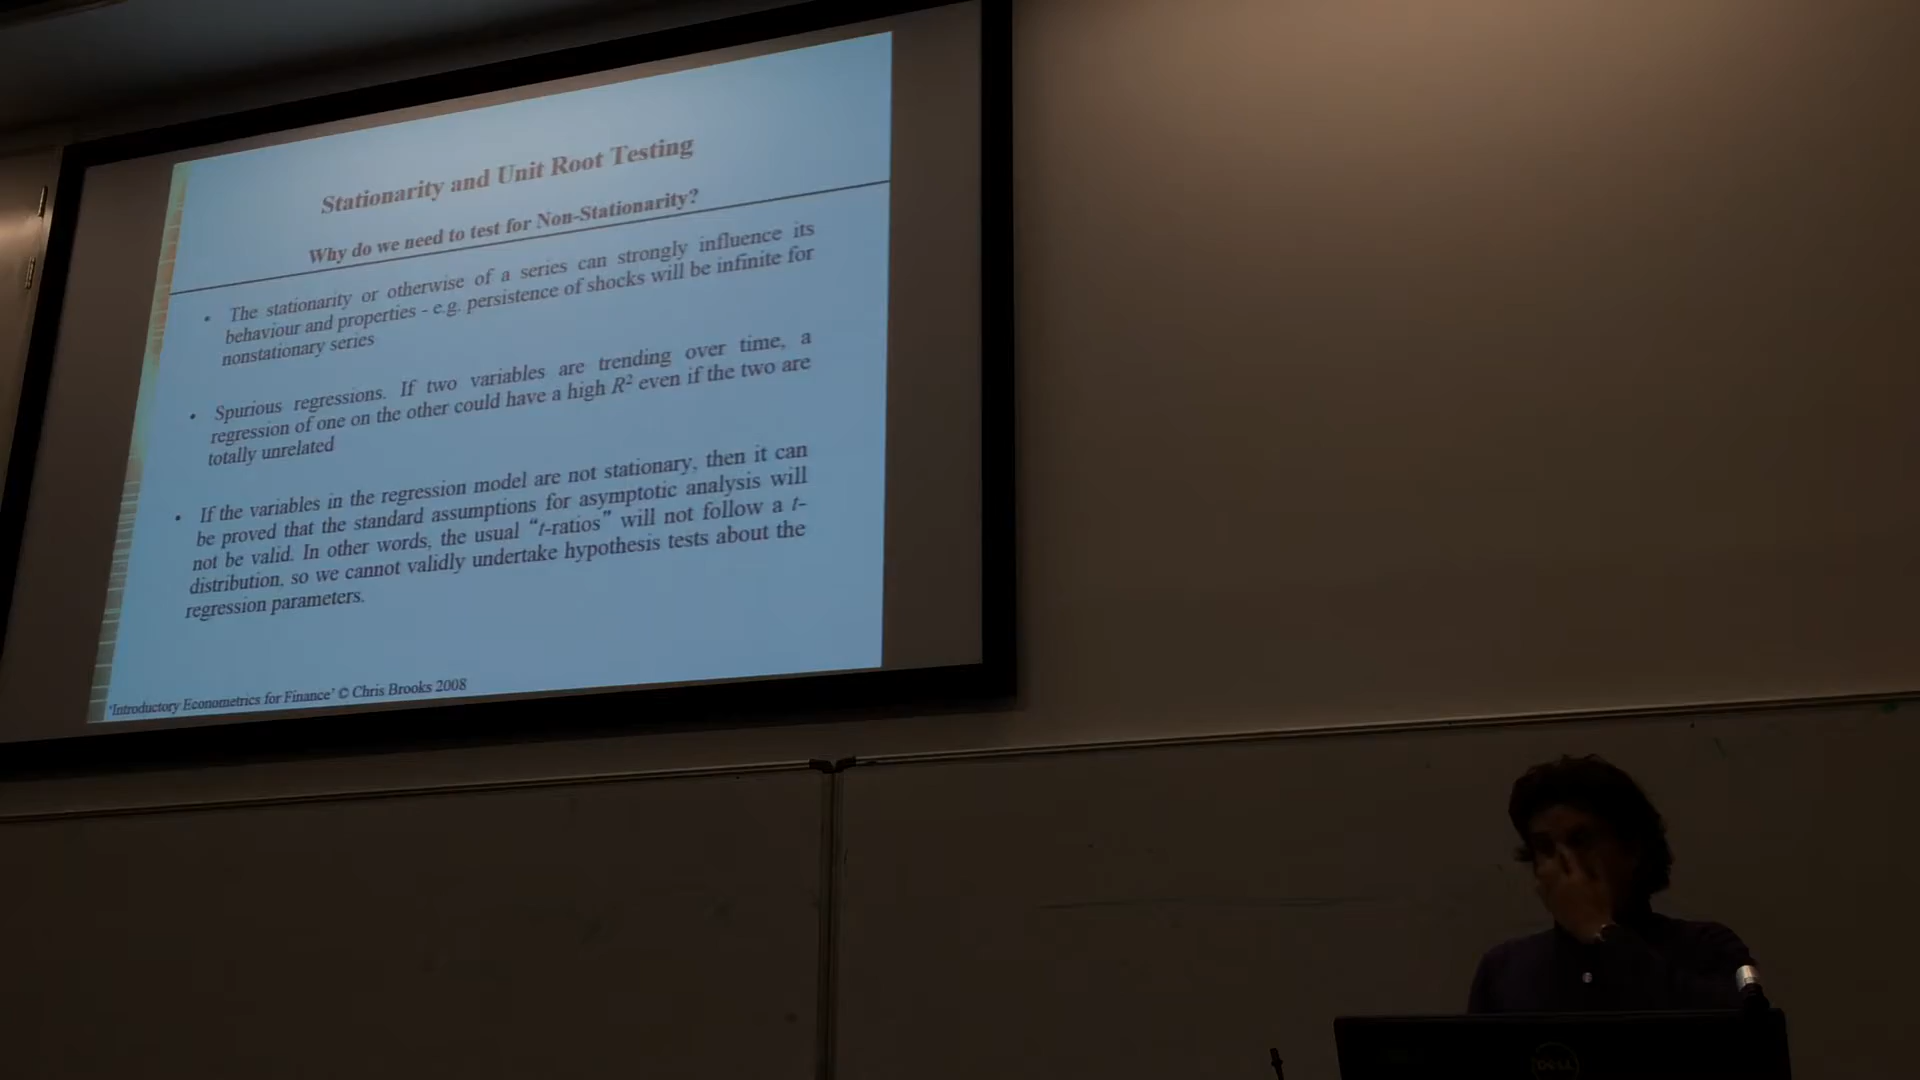 Stationarity and Unit Root Testing
Why do we need to test for Non-Stationarity?
• The stationarity or otherwise of a series can strongly influence its
behaviour and properties - e.g. persistence of shocks will be infinite for
nonstationary series
• Spurious regressions. If two variables are trending over time, a
regression of one on the other could have a high R² even if the two are
totally unrelated
• If the variables in the regression model are not stationary, then it can
be proved that the standard assumptions for asymptotic analysis will
not be valid. In other words, the usual “t-ratios” will not follow a t-
distribution, so we cannot validly undertake hypothesis tests about the
regression parameters.
‘Introductory Econometrics for Finance’ © Chris Brooks 2008
DELL